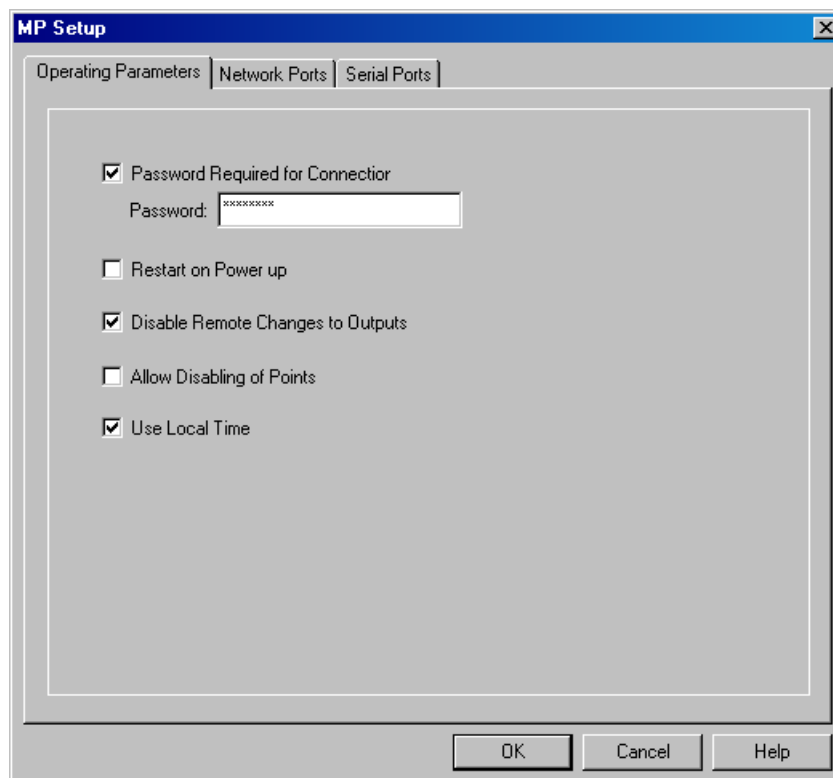 MP Setup
Operating Parameters Network Ports Serial Ports
Password Required for Connectior
Password: ********
Restart on Power up
Disable Remote Changes to Outputs
Allow Disabling of Points
Use Local Time
OK Cancel Help